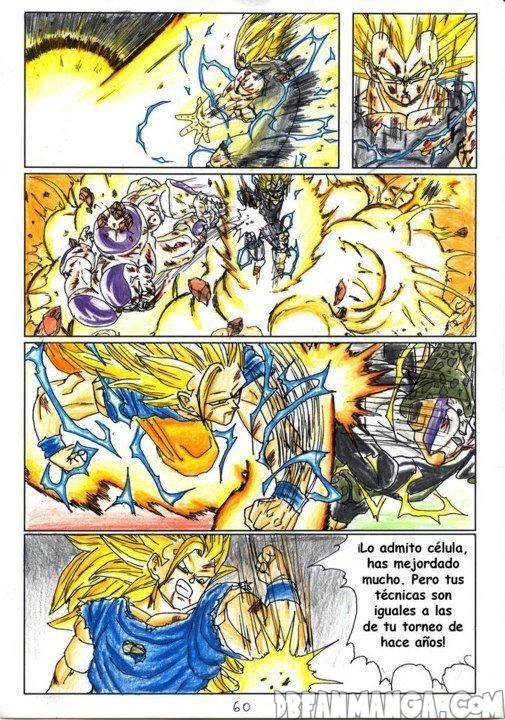 ¡Lo admito célula,
has mejordado
mucho. Pero tus
técnicas son
iguales a las
de tu torneo de
hace años!
60
DBFANMANGA.COM